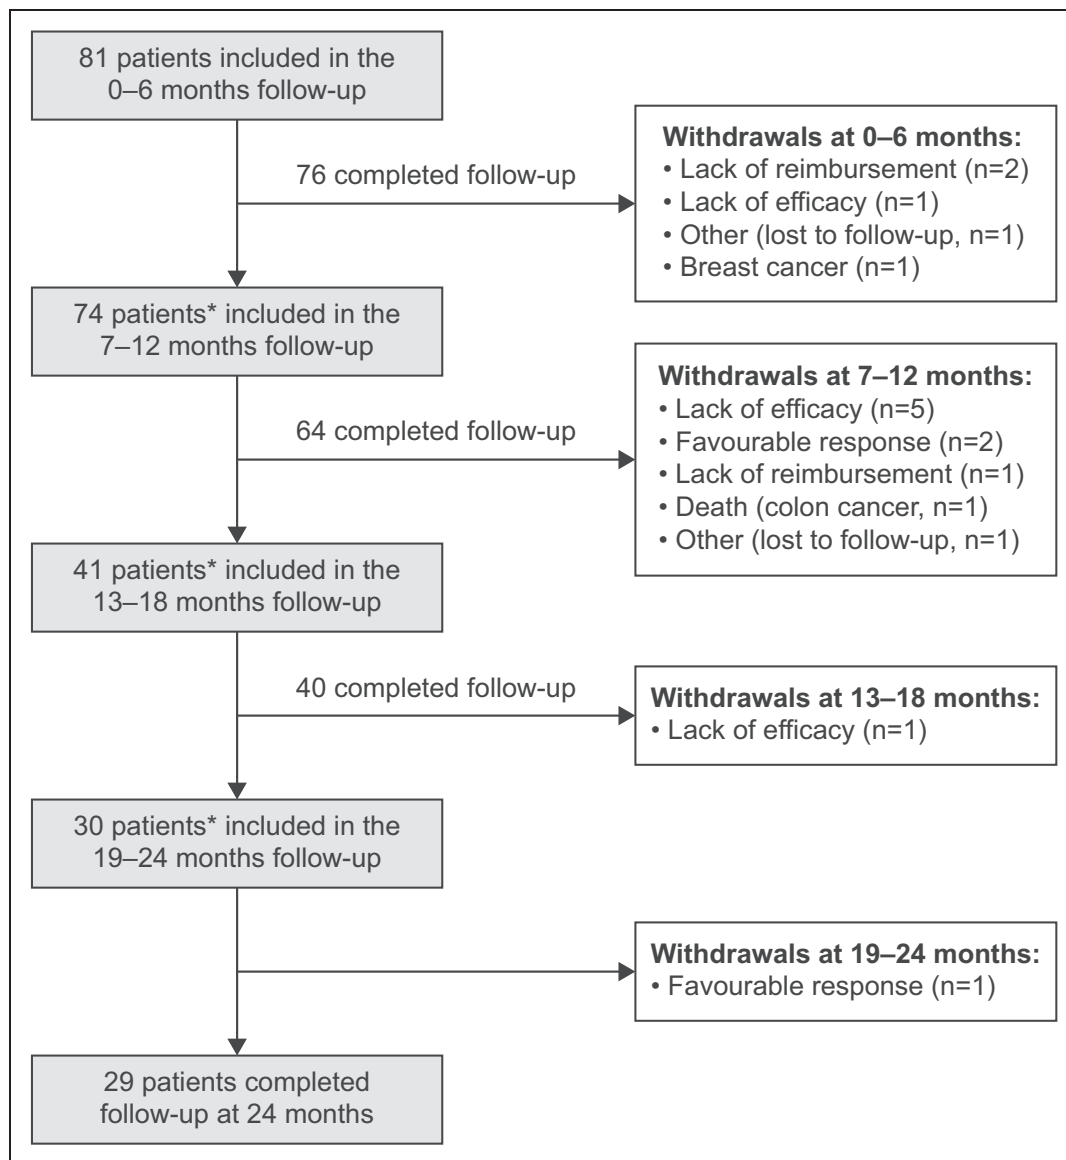 81 patients included in the
0–6 months follow-up
76 completed follow-up
Withdrawals at 0–6 months:
• Lack of reimbursement (n=2)
• Lack of efficacy (n=1)
• Other (lost to follow-up, n=1)
• Breast cancer (n=1)
74 patients* included in the
7–12 months follow-up
64 completed follow-up
Withdrawals at 7–12 months:
• Lack of efficacy (n=5)
• Favourable response (n=2)
• Lack of reimbursement (n=1)
• Death (colon cancer, n=1)
• Other (lost to follow-up, n=1)
41 patients* included in the
13–18 months follow-up
40 completed follow-up
Withdrawals at 13–18 months:
• Lack of efficacy (n=1)
30 patients* included in the
19–24 months follow-up
Withdrawals at 19–24 months:
• Favourable response (n=1)
29 patients completed
follow-up at 24 months